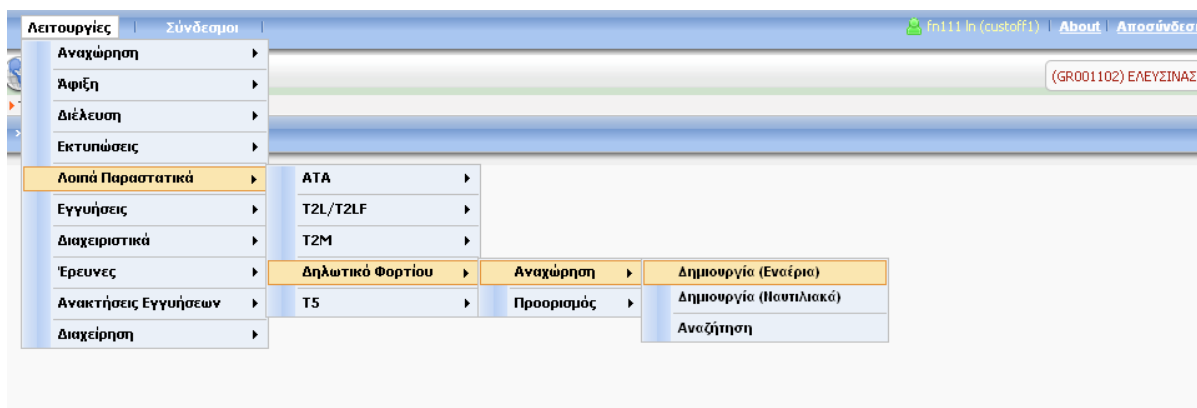 Λειτουργίες | Σύνδεσμοι | fn111 ln (custoff1) | About | Αποσύνδεσ
Αναχώρηση
(GR001102) ΕΛΕΥΣΙΝΑΣ
Άφιξη
Διέλευση
Εκτυπώσεις
Λοιπά Παραστατικά ATA
Εγγυήσεις T2L/T2LF
Διαχειριστικά T2M
Έρευνες Δηλωτικό Φορτίου Αναχώρηση Δημιουργία (Εναέρια)
Δημιουργία (Ναυτιλιακά)
Ανακτήσεις Εγγυήσεων T5 Προορισμός
Αναζήτηση
Διαχείρηση